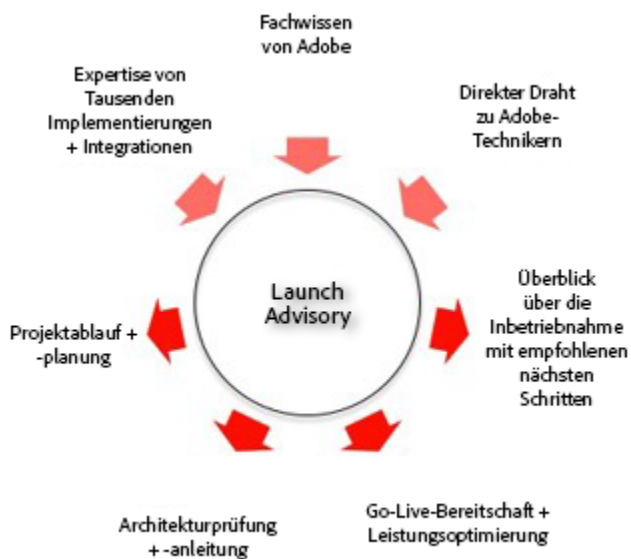 Fachwissen
von Adobe
Expertise von
Tausenden
Implementierungen
+ Integrationen
Direkter Draht
zu Adobe-
Technikern
Launch
Advisory
Projektablauf +
-planung
Überblick
über die
Inbetriebnahme
mit empfohlenen
nächsten
Schritten
Architekturprüfung
+ -anleitung
Go-Live-Bereitschaft +
Leistungsoptimierung